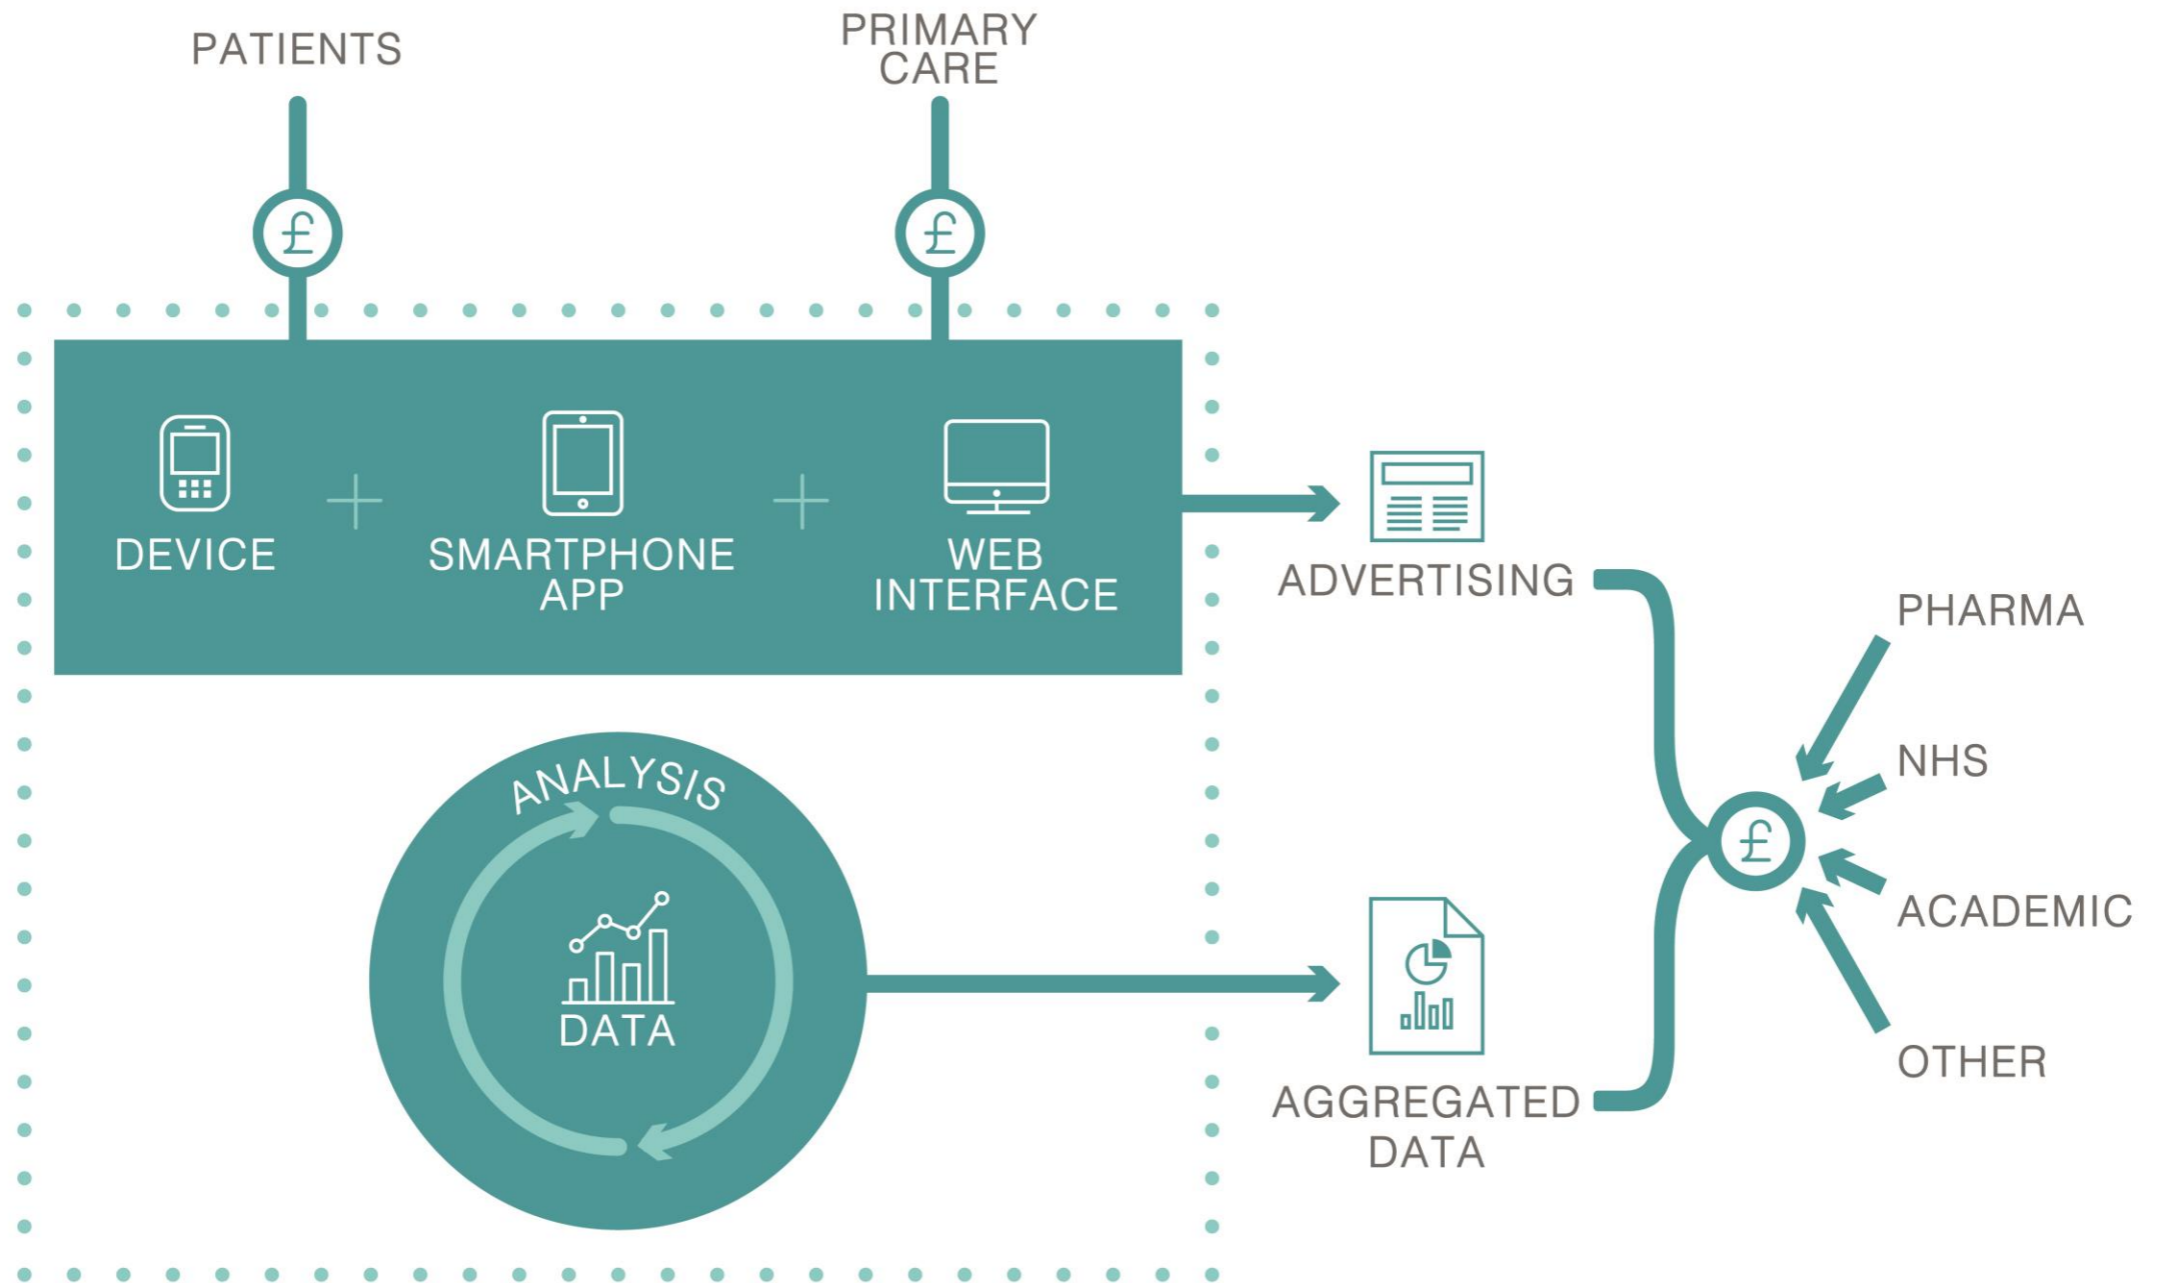 PATIENTS
PRIMARY
CARE
£
£
DEVICE
SMARTPHONE
APP
WEB
INTERFACE
ADVERTISING
PHARMA
NHS
£
ACADEMIC
OTHER
ANALYSIS
DATA
AGGREGATED
DATA